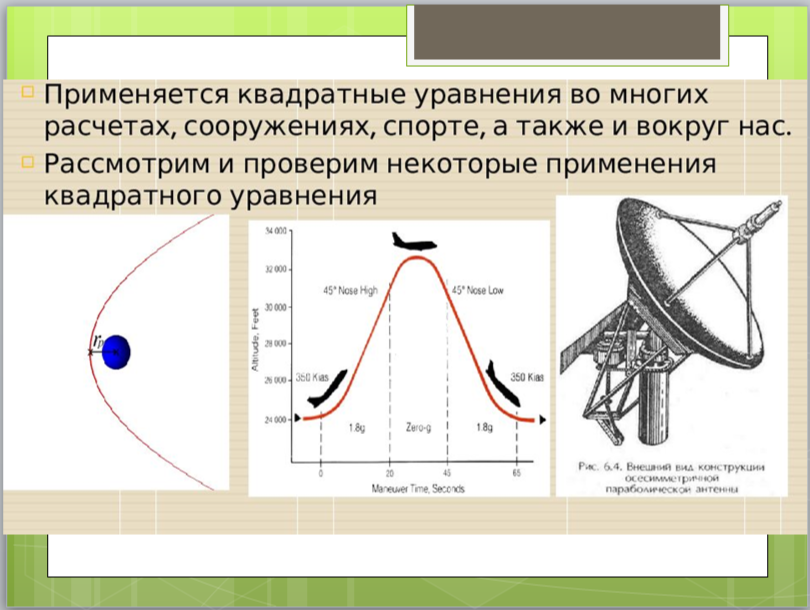 Применяется квадратные уравнения во многих
расчетах, сооружениях, спорте, а также и вокруг нас.
Рассмотрим и проверим некоторые применения
квадратного уравнения
rp
34 000
32 000
30 000
28 000
26 000
24 000
Altitude, Feet
45° Nose High
45° Nose Low
350 Kias
350 Kias
1.8g
Zero-g
1.8g
0
20
45
65
Maneuver Time, Seconds
Рис. 6.4. Внешний вид конструкции
осесимметричной
параболической антенны